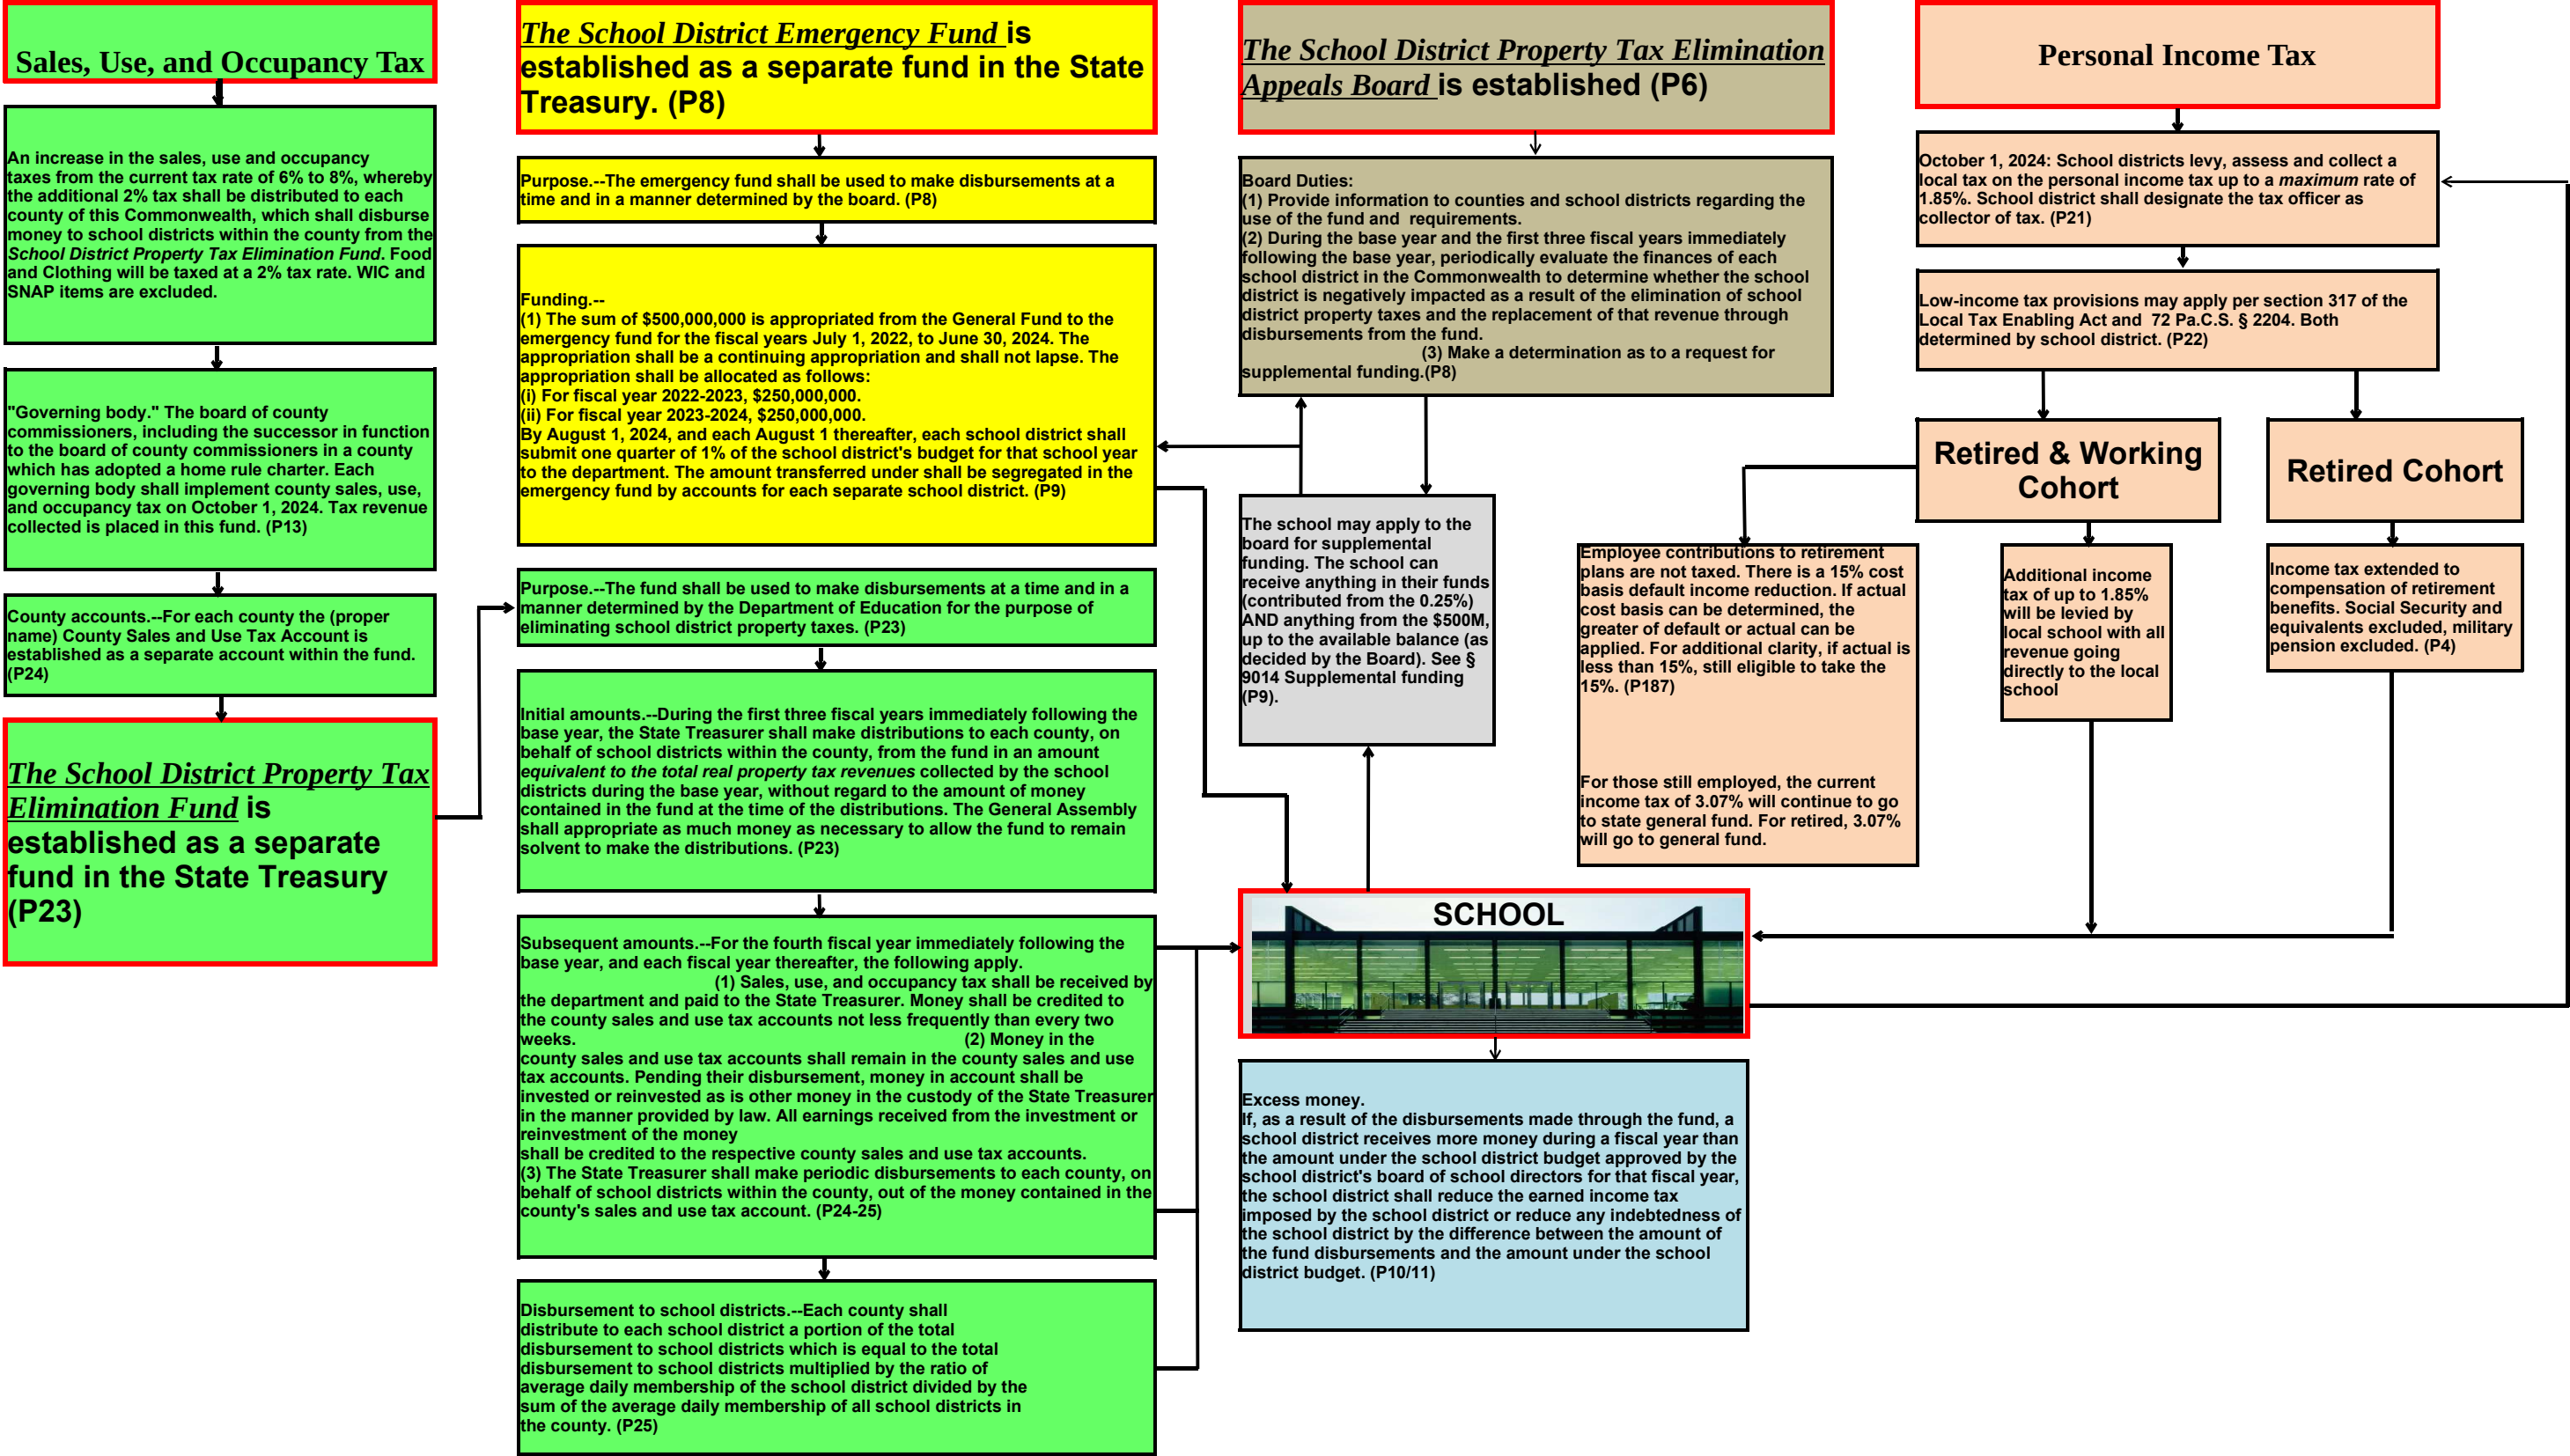 Sales, Use, and Occupancy Tax
An increase in the sales, use and occupancy
taxes from the current tax rate of 6% to 8%, whereby
the additional 2% tax shall be distributed to each
county of this Commonwealth, which shall disburse
money to school districts within the county from the
School District Property Tax Elimination Fund. Food
and Clothing will be taxed at a 2% tax rate. WIC and
SNAP items are excluded.
"Governing body." The board of county
commissioners, including the successor in function
to the board of county commissioners in a county
which has adopted a home rule charter. Each
governing body shall implement county sales, use,
and occupancy tax on October 1, 2024. Tax revenue
collected is placed in this fund. (P13)
County accounts.--For each county the (proper
name) County Sales and Use Tax Account is
established as a separate account within the fund.
(P24)
The School District Property Tax
Elimination Fund is
established as a separate
fund in the State Treasury
(P23)
The School District Emergency Fund is
established as a separate fund in the State
Treasury. (P8)
Purpose.--The emergency fund shall be used to make disbursements at a
time and in a manner determined by the board. (P8)
Funding.--
(1) The sum of $500,000,000 is appropriated from the General Fund to the
emergency fund for the fiscal years July 1, 2022, to June 30, 2024. The
appropriation shall be a continuing appropriation and shall not lapse. The
appropriation shall be allocated as follows:
(i) For fiscal year 2022-2023, $250,000,000.
(ii) For fiscal year 2023-2024, $250,000,000.
By August 1, 2024, and each August 1 thereafter, each school district shall
submit one quarter of 1% of the school district's budget for that school year
to the department. The amount transferred under shall be segregated in the
emergency fund by accounts for each separate school district. (P9)
Purpose.--The fund shall be used to make disbursements at a time and in a
manner determined by the Department of Education for the purpose of
eliminating school district property taxes. (P23)
Initial amounts.--During the first three fiscal years immediately following the
base year, the State Treasurer shall make distributions to each county, on
behalf of school districts within the county, from the fund in an amount
equivalent to the total real property tax revenues collected by the school
districts during the base year, without regard to the amount of money
contained in the fund at the time of the distributions. The General Assembly
shall appropriate as much money as necessary to allow the fund to remain
solvent to make the distributions. (P23)
Subsequent amounts.--For the fourth fiscal year immediately following the
base year, and each fiscal year thereafter, the following apply.
(1) Sales, use, and occupancy tax shall be received by
the department and paid to the State Treasurer. Money shall be credited to
the county sales and use tax accounts not less frequently than every two
weeks. (2) Money in the
county sales and use tax accounts shall remain in the county sales and use
tax accounts. Pending their disbursement, money in account shall be
invested or reinvested as is other money in the custody of the State Treasurer
in the manner provided by law. All earnings received from the investment or
reinvestment of the money
shall be credited to the respective county sales and use tax accounts.
(3) The State Treasurer shall make periodic disbursements to each county, on
behalf of school districts within the county, out of the money contained in the
county's sales and use tax account. (P24-25)
Disbursement to school districts.--Each county shall
distribute to each school district a portion of the total
disbursement to school districts which is equal to the total
disbursement to school districts multiplied by the ratio of
average daily membership of the school district divided by the
sum of the average daily membership of all school districts in
the county. (P25)
The School District Property Tax Elimination
Appeals Board is established (P6)
Board Duties:
(1) Provide information to counties and school districts regarding the
use of the fund and requirements.
(2) During the base year and the first three fiscal years immediately
following the base year, periodically evaluate the finances of each
school district in the Commonwealth to determine whether the school
district is negatively impacted as a result of the elimination of school
district property taxes and the replacement of that revenue through
disbursements from the fund.
(3) Make a determination as to a request for
supplemental funding.(P8)
The school may apply to the
board for supplemental
funding. The school can
receive anything in their funds
(contributed from the 0.25%)
AND anything from the $500M,
up to the available balance (as
decided by the Board). See §
9014 Supplemental funding
(P9).
SCHOOL
Excess money.
If, as a result of the disbursements made through the fund, a
school district receives more money during a fiscal year than
the amount under the school district budget approved by the
school district's board of school directors for that fiscal year,
the school district shall reduce the earned income tax
imposed by the school district or reduce any indebtedness of
the school district by the difference between the amount of
the fund disbursements and the amount under the school
district budget. (P10/11)
Personal Income Tax
October 1, 2024: School districts levy, assess and collect a
local tax on the personal income tax up to a maximum rate of
1.85%. School district shall designate the tax officer as
collector of tax. (P21)
Low-income tax provisions may apply per section 317 of the
Local Tax Enabling Act and 72 Pa.C.S. § 2204. Both
determined by school district. (P22)
Retired & Working
Cohort
Retired Cohort
Employee contributions to retirement
plans are not taxed. There is a 15% cost
basis default income reduction. If actual
cost basis can be determined, the
greater of default or actual can be
applied. For additional clarity, if actual is
less than 15%, still eligible to take the
15%. (P187)
For those still employed, the current
income tax of 3.07% will continue to go
to state general fund. For retired, 3.07%
will go to general fund.
Additional income
tax of up to 1.85%
will be levied by
local school with all
revenue going
directly to the local
school
Income tax extended to
compensation of retirement
benefits. Social Security and
equivalents excluded, military
pension excluded. (P4)